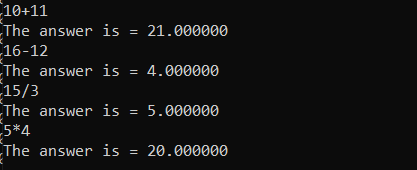 10+11
The answer is = 21.000000
16-12
The answer is = 4.000000
15/3
The answer is = 5.000000
5*4
The answer is = 20.000000